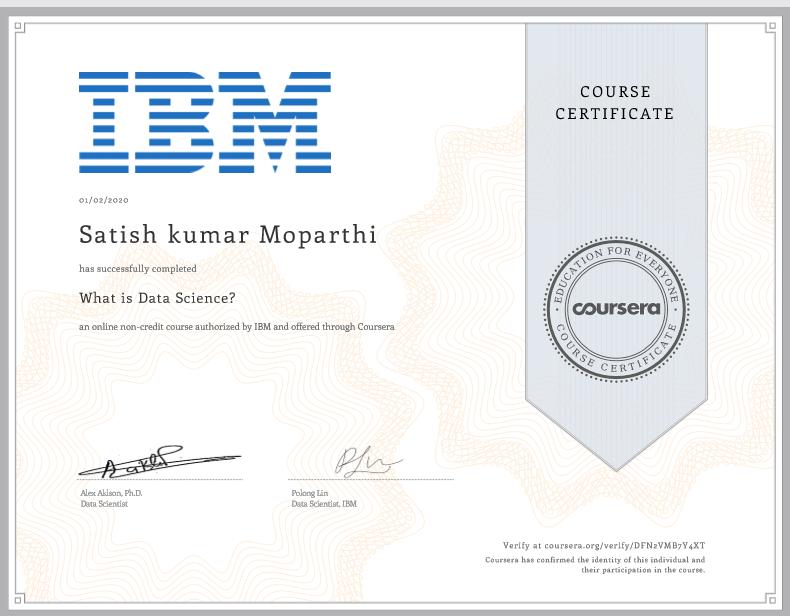 IBM
COURSE
CERTIFICATE
01/02/2020
Satish kumar Moparthi
has successfully completed
What is Data Science?
an online non-credit course authorized by IBM and offered through Coursera
EDUCATION FOR EVERYONE
coursera
COURSE CERTIFICATE
Alex Aklson, Ph.D.
Data Scientist
Polong Lin
Data Scientist, IBM
Verify at coursera.org/verify/DFN2VMB7Y4XT
Coursera has confirmed the identity of this individual and
their participation in the course.